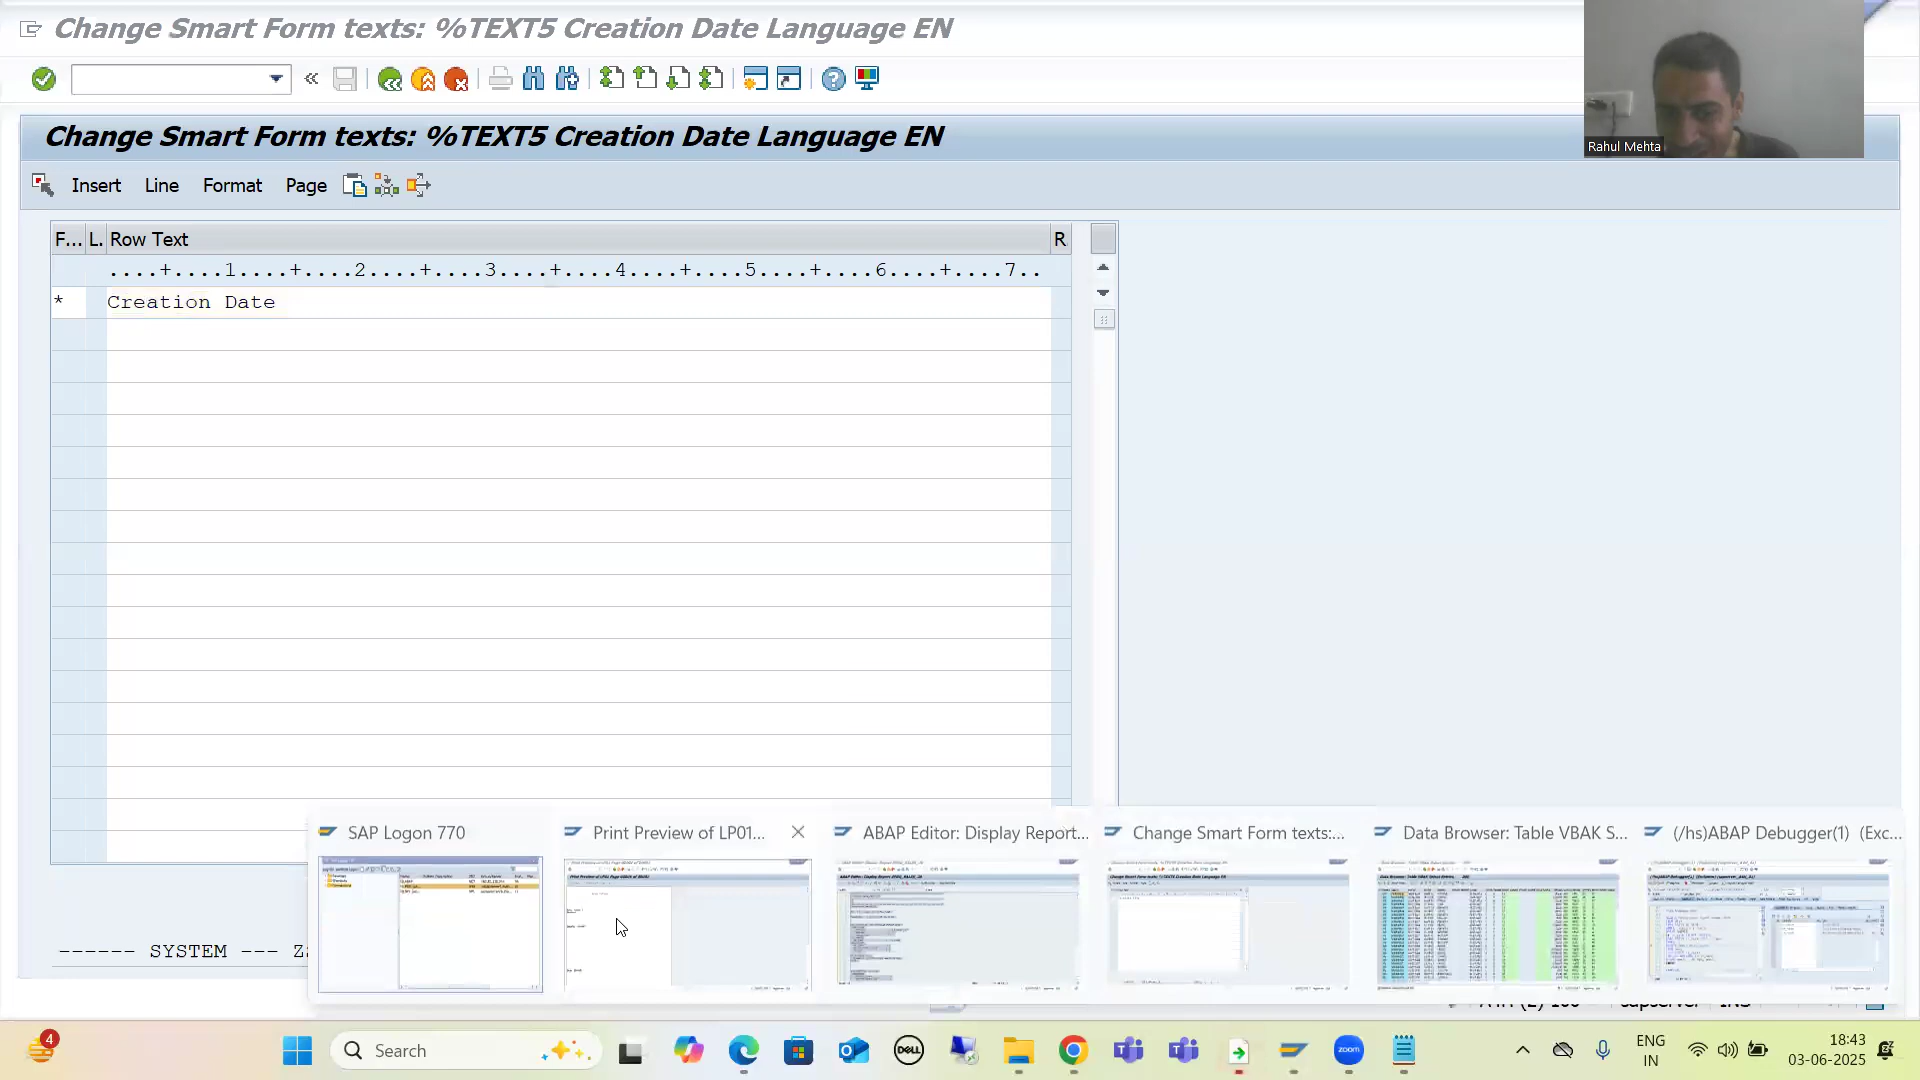 Change Smart Form texts: %TEXT5 Creation Date Language EN
Rahul Mehta
Change Smart Form texts: %TEXT5 Creation Date Language EN
Insert Line Format Page
F... L. Row Text R
....+....1....+....2....+....3....+....4....+....5....+....6....+....7..
* Creation Date
SAP Logon 770
Print Preview of LP01...
ABAP Editor: Display Report...
Change Smart Form texts:...
Data Browser: Table VBAK S...
(/hs)ABAP Debugger(1) (Exc...
------ SYSTEM ---
4
Search
DELL
zoom
ENG
IN
18:43
03-06-2025